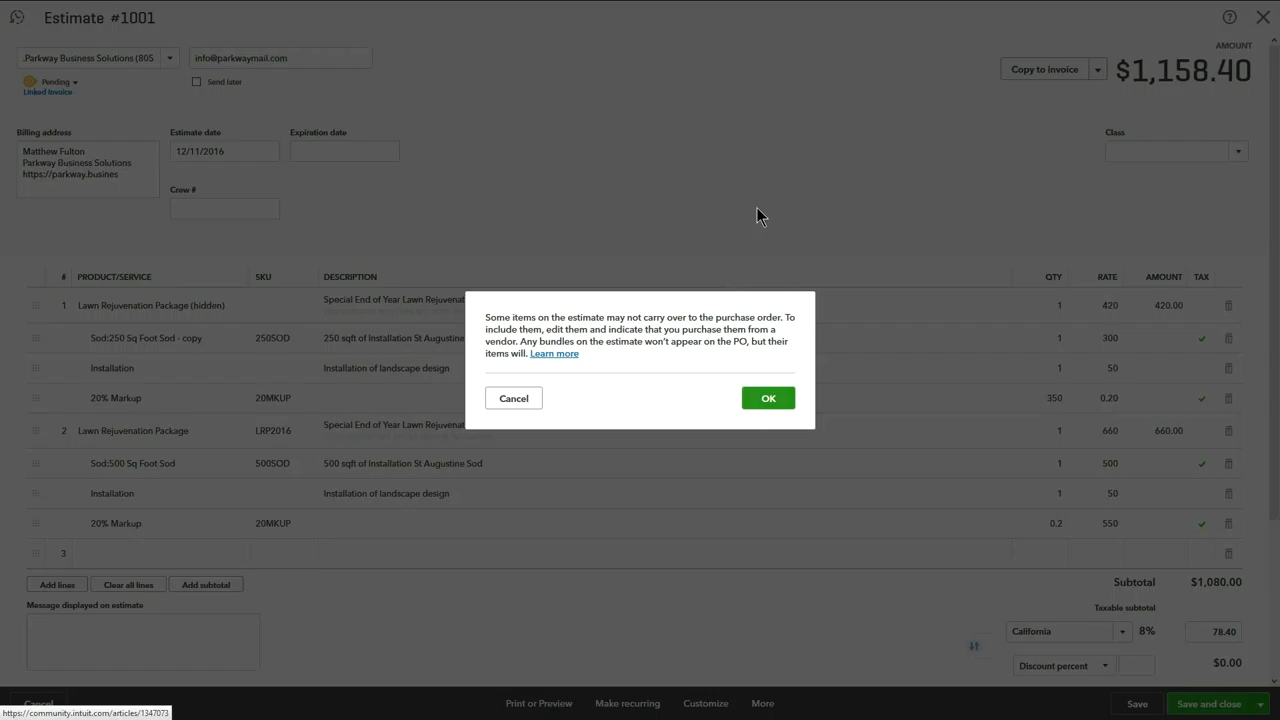 Estimate #1001
AMOUNT
.Parkway Business Solutions (805
info@parkwaymail.com
Copy to invoice
$1,158.40
Pending
Send later
Linked Invoice
Billing address
Estimate date
Expiration date
Class
Matthew Fulton
Parkway Business Solutions
https://parkway.busines
12/11/2016
Crew #
# PRODUCT/SERVICE SKU DESCRIPTION QTY RATE AMOUNT TAX
1 Lawn Rejuvenation Package (hidden) Special End of Year Lawn Rejuvenat 1 420 420.00
Sod:250 Sq Foot Sod - copy 250SOD 250 sqft of Installation St Augustine 1 300
Installation Installation of landscape design 1 50
20% Markup 20MKUP 350 0.20
2 Lawn Rejuvenation Package LRP2016 Special End of Year Lawn Rejuvenat 1 660 660.00
Sod:500 Sq Foot Sod 500SOD 500 sqft of Installation St Augustine Sod 1 500
Installation Installation of landscape design 1 50
20% Markup 20MKUP 0.2 550
3
Some items on the estimate may not carry over to the purchase order. To
include them, edit them and indicate that you purchase them from a
vendor. Any bundles on the estimate won't appear on the PO, but their
items will. Learn more
Cancel
OK
Add lines
Clear all lines
Add subtotal
Subtotal $1,080.00
Message displayed on estimate
Taxable subtotal
California 8% 78.40
Discount percent $0.00
Cancel
Print or Preview
Make recurring
Customize
More
Save
Save and close
https://community.intuit.com/articles/1347073